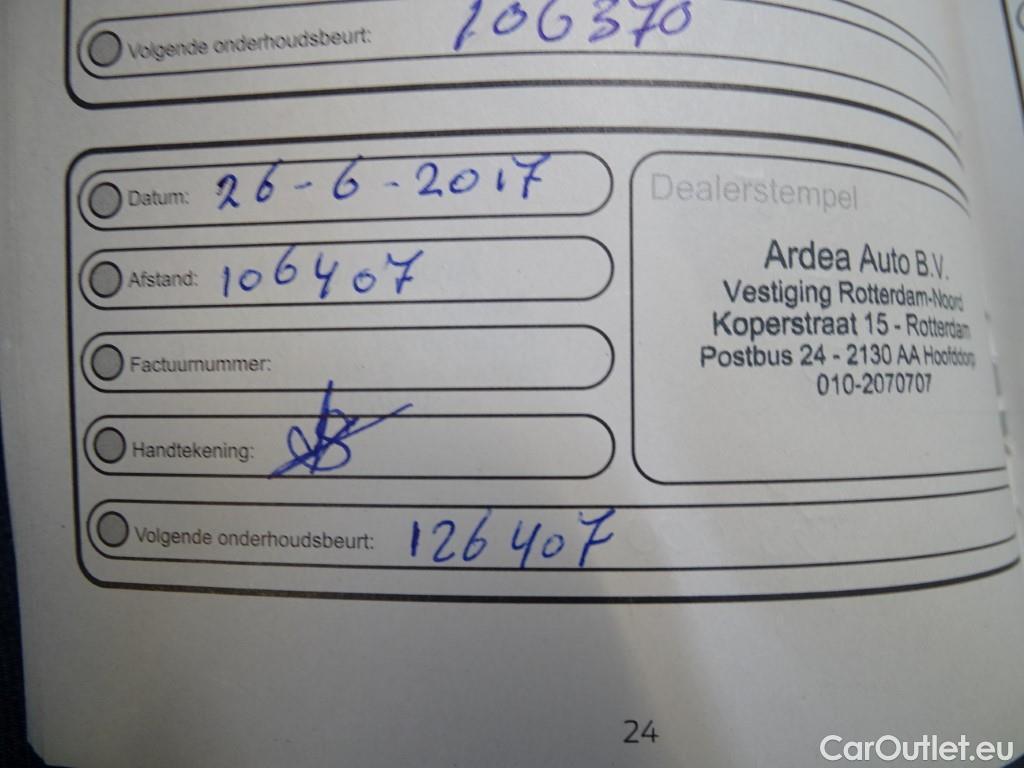 Volgende onderhoudsbeurt: 106370
Datum: 26-6-2017
Afstand: 106407
Factuurnummer:
Handtekening:
Volgende onderhoudsbeurt: 126407
Dealerstempel
Ardea Auto B.V.
Vestiging Rotterdam-Noord
Koperstraat 15 - Rotterdam
Postbus 24 - 2130 AA Hoofddorp
010-2070707
24
CarOutlet.eu